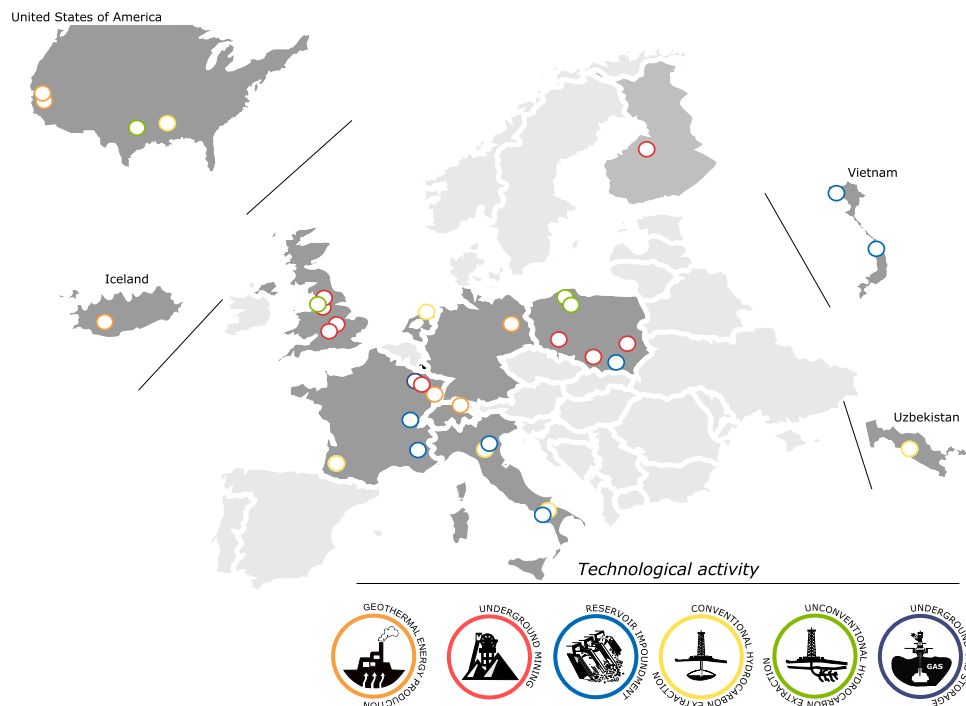 United States of America
Vietnam
Iceland
Uzbekistan
Technological activity
GEOTHERMAL ENERGY PRODUCTION
UNDERGROUND MINING
RESERVOIR IMPOUNDMENT
CONVENTIONAL HYDROCARBON EXTRACTION
UNCONVENTIONAL HYDROCARBON EXTRACTION
UNDERGROUND
STORAGE
GAS